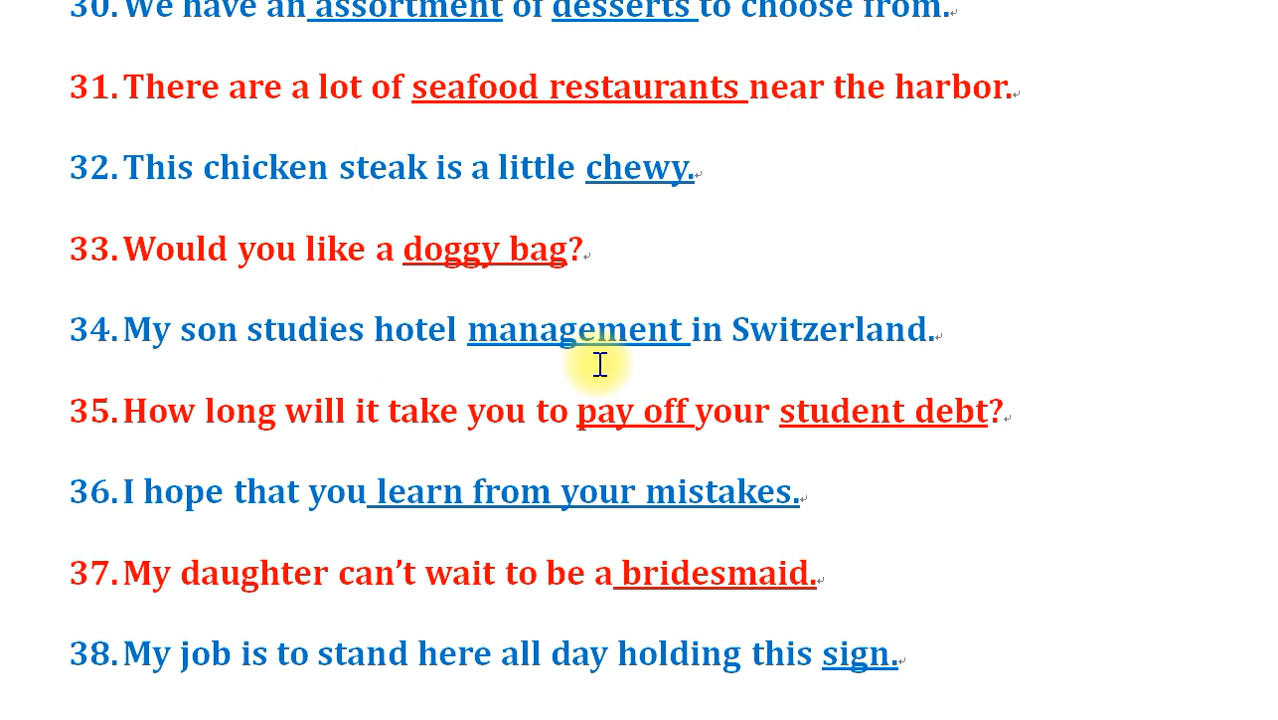 30. We have an assortment of desserts to choose from.
31. There are a lot of seafood restaurants near the harbor.
32. This chicken steak is a little chewy.
33. Would you like a doggy bag?
34. My son studies hotel management in Switzerland.
35. How long will it take you to pay off your student debt?
36. I hope that you learn from your mistakes.
37. My daughter can’t wait to be a bridesmaid.
38. My job is to stand here all day holding this sign.